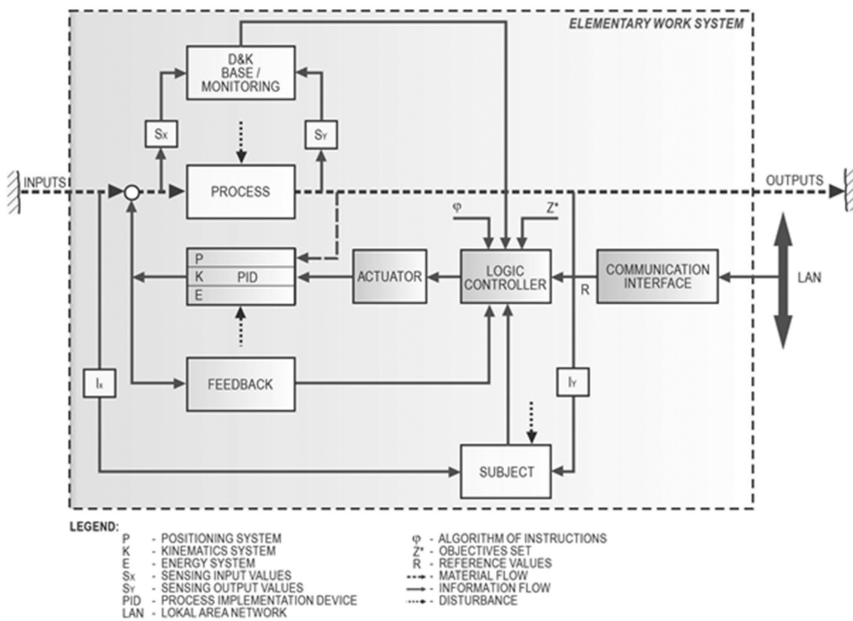 ELEMENTARY WORK SYSTEM
D&K
BASE /
MONITORING
Sx
SY
INPUTS
PROCESS
OUTPUTS
φ
Z*
P
K
PID
E
ACTUATOR
LOGIC
CONTROLLER
R
COMMUNICATION
INTERFACE
LAN
FEEDBACK
Ix
IY
SUBJECT
LEGEND:
P - POSITIONING SYSTEM
K - KINEMATICS SYSTEM
E - ENERGY SYSTEM
Sx - SENSING INPUT VALUES
SY - SENSING OUTPUT VALUES
PID - PROCESS IMPLEMENTATION DEVICE
LAN - LOKAL AREA NETWORK
φ - ALGORITHM OF INSTRUCTIONS
Z* - OBJECTIVES SET
R - REFERENCE VALUES
- MATERIAL FLOW
- INFORMATION FLOW
- DISTURBANCE